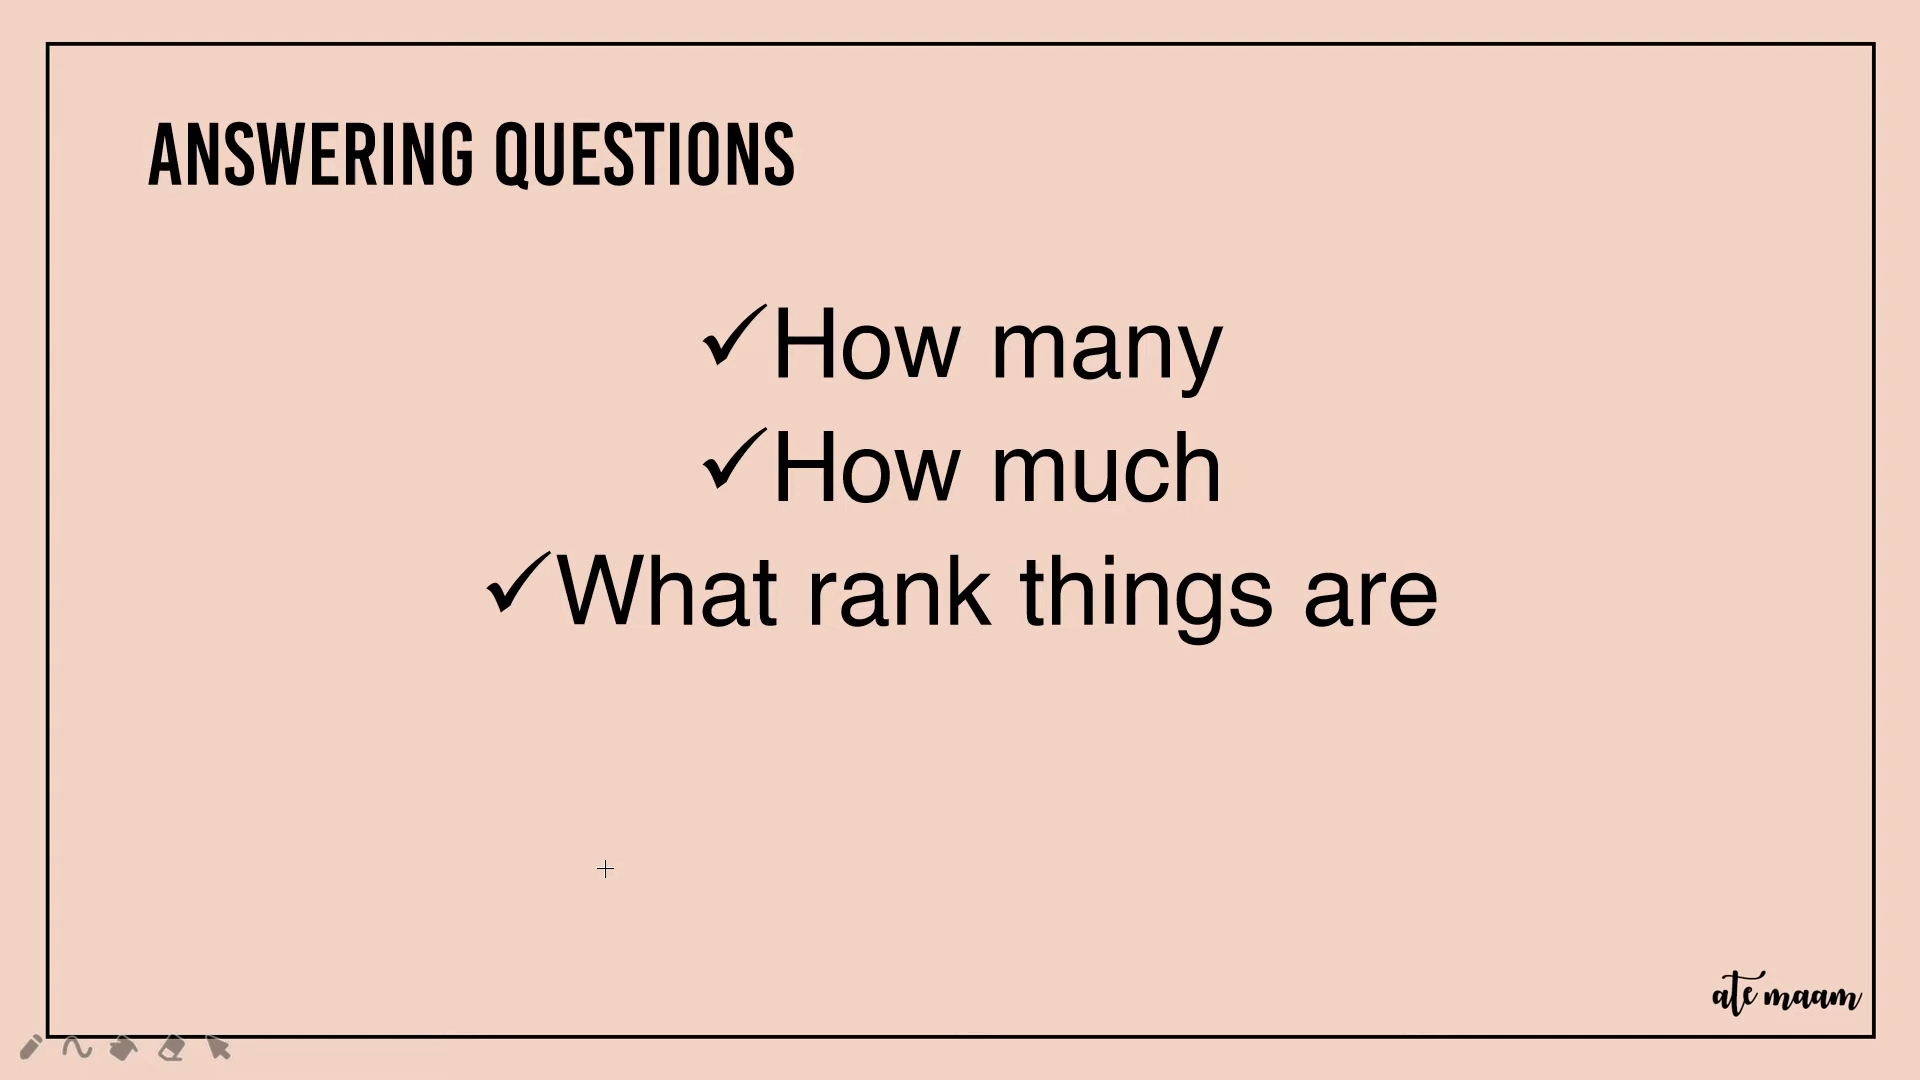 ANSWERING QUESTIONS
✓How many
✓How much
✓What rank things are
ate maam